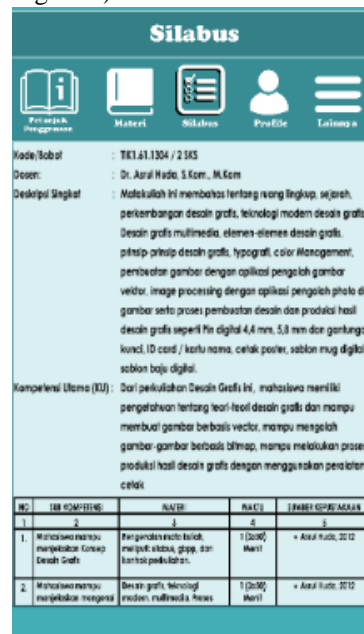 Silabus
Petunjuk
Penggunaan
Materi
Silabus
Profile
Lainnya
Kode/Bobot : TIK1.61.1304 / 2 SKS
Dosen: : Dr. Asrul Huda, S.Kom., M.Kom
Deskripsi Singkat : Matakuliah ini membahas tentang ruang lingkup, sejarah,
perkembangan desain grafis, teknologi modern desain grafis
Desain grafis multimedia, elemen-elemen desain grafis,
prinsip-prinsip desain grafis, typografi, color Management,
pembuatan gambar dengan aplikasi pengolah gambar
vektor, image processing dengan aplikasi pengolah photo di
gambar serta proses pembuatan desain dan produksi hasil
desain grafis seperti Pin digital 4,4 mm, 5,8 mm dan gantunga
kunci, ID card / kartu nama, cetak poster, sablon mug digital
sablon baju digital.
Kompetensi Utama (KU) : Dari perkuliahan Desain Grafis ini, mahasiswa memiliki
pengetahuan tentang teori-teori desain grafis dan mampu
membuat gambar berbasis vector, mampu mengolah
gambar-gambar berbasis bitmap, mampu melakukan prose
produksi hasil desain grafis dengan menggunakan peralatan
cetak
NO SUB KOMPETENSI MATERI WAKTU SUMBER KEPUSTAKAAN
1 2 3 4 5
1. Mahasiswa mampu Pengenalan mata kuliah, 1 (2x50) • Asrul Huda, 2012
menjelaskan Konsep meliputi: silabus, gbpp, dan Menit
Desain Grafis kontrak perkuliahan.
2 Mahasiswa mampu Desain grafis, teknologi 1 (2x50) • Asrul Huda, 2012
menjelaskan mengenai modern, multimedia, Proses Menit